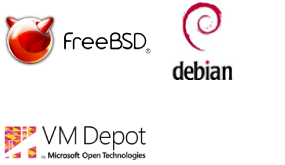 FreeBSD®
debian
VM Depot
by Microsoft Open Technologies